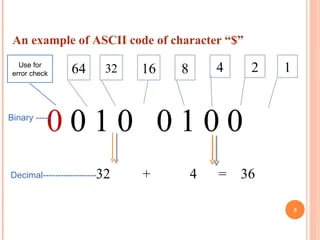 An example of ASCII code of character “$”
Use for
error check
64 32 16 8 4 2 1
Binary ----
0 0 1 0 0 1 0 0
Decimal------------------32 + 4 = 36
5